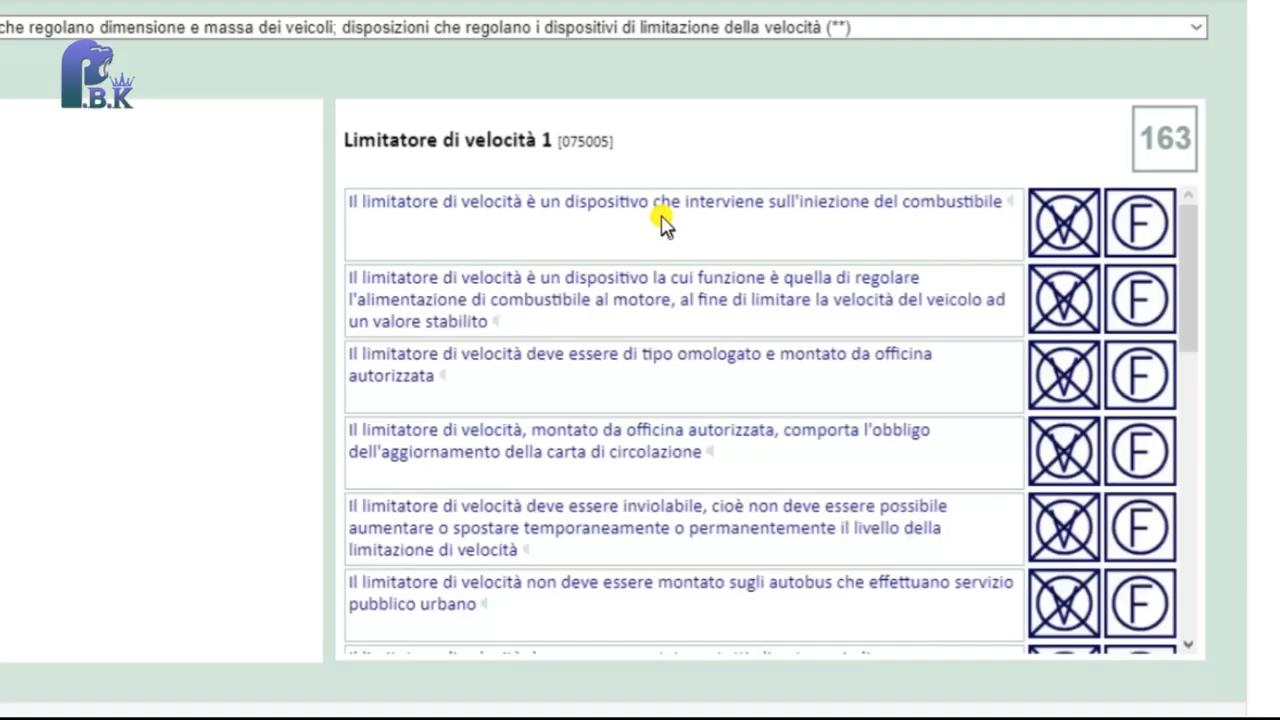 che regolano dimensione e massa dei veicoli; disposizioni che regolano i dispositivi di limitazione della velocità (**)
P.B.K
Limitatore di velocità 1 [075005]
163
Il limitatore di velocità è un dispositivo che interviene sull'iniezione del combustibile
V F
Il limitatore di velocità è un dispositivo la cui funzione è quella di regolare
l'alimentazione di combustibile al motore, al fine di limitare la velocità del veicolo ad
un valore stabilito
V F
Il limitatore di velocità deve essere di tipo omologato e montato da officina
autorizzata
V F
Il limitatore di velocità, montato da officina autorizzata, comporta l'obbligo
dell'aggiornamento della carta di circolazione
V F
Il limitatore di velocità deve essere inviolabile, cioè non deve essere possibile
aumentare o spostare temporaneamente o permanentemente il livello della
limitazione di velocità
V F
Il limitatore di velocità non deve essere montato sugli autobus che effettuano servizio
pubblico urbano
V F